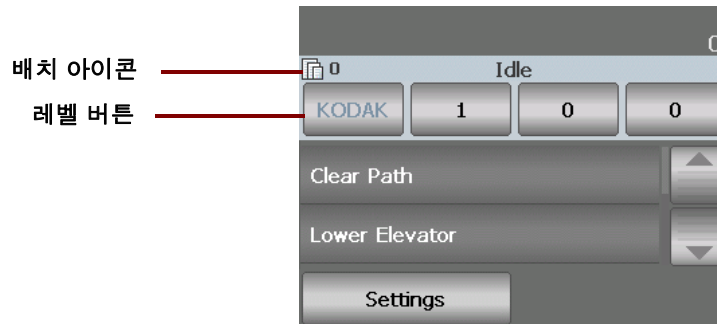 배치 아이콘
레벨 버튼
0 Idle
KODAK 1 0 0
Clear Path
Lower Elevator
Settings